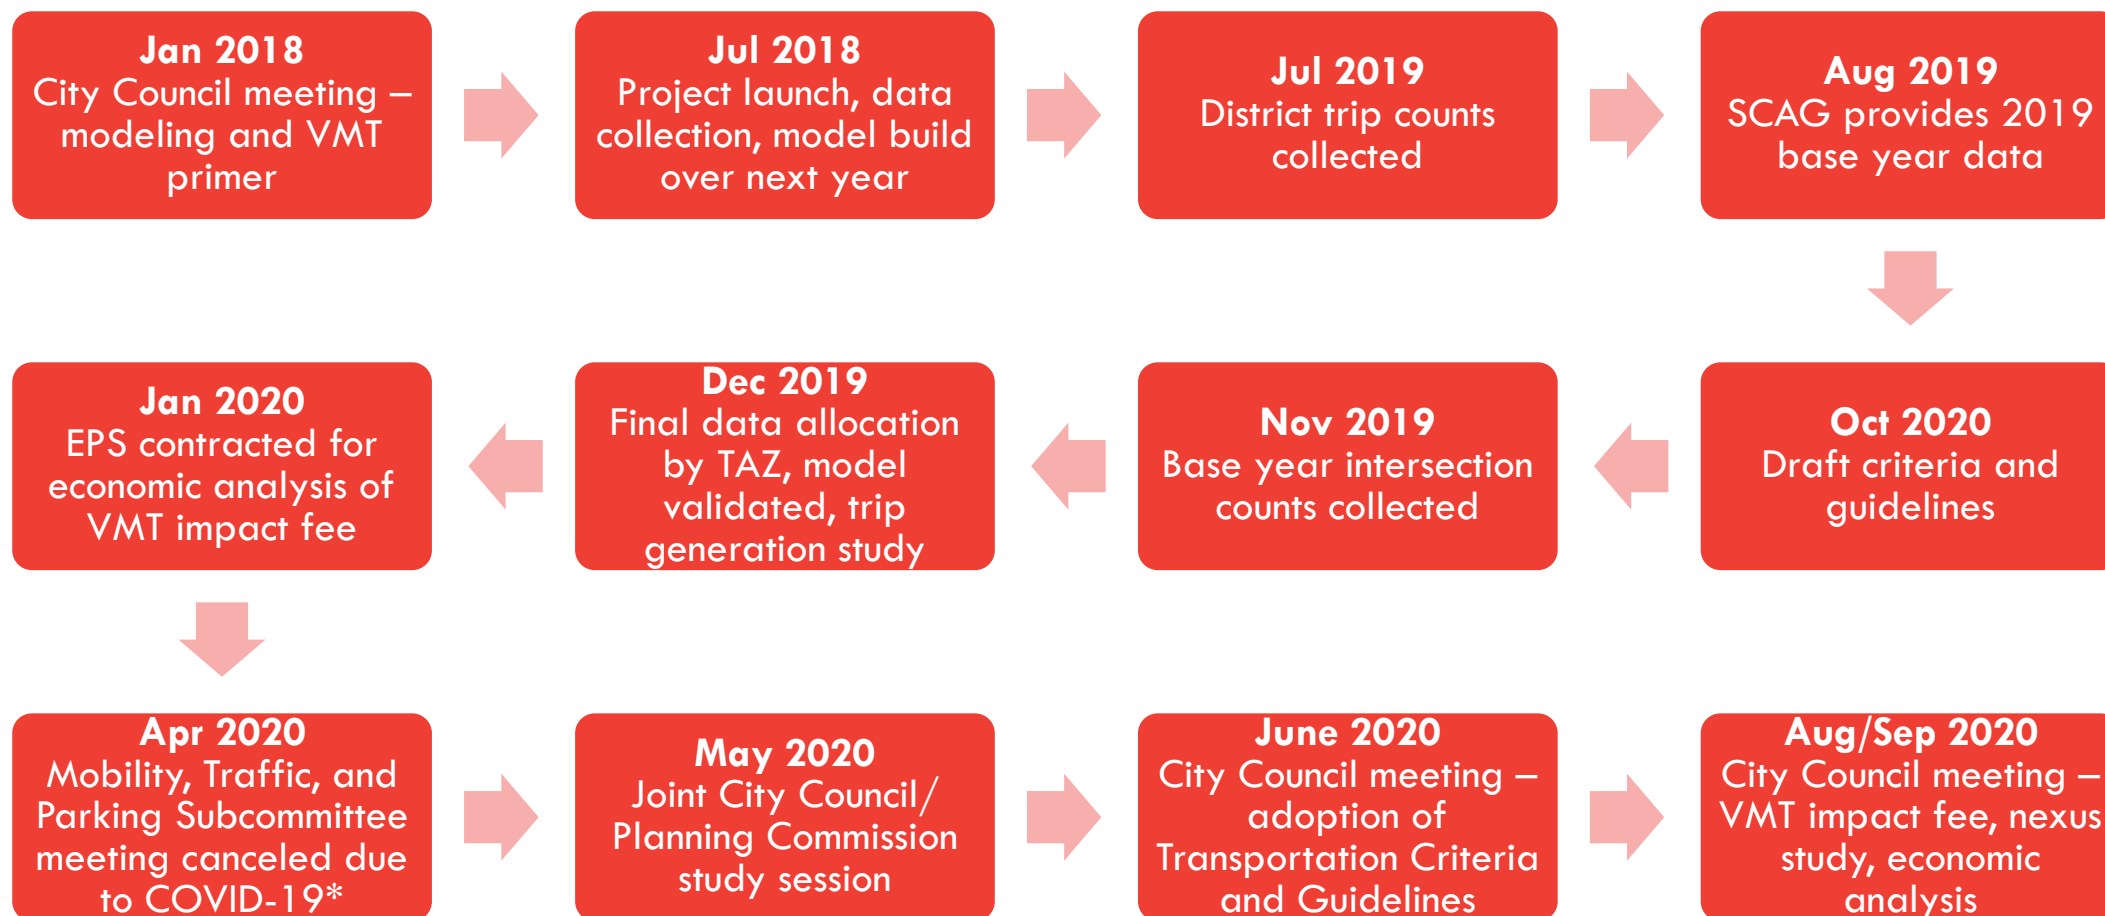 Jan 2018
City Council meeting –
modeling and VMT
primer
Jul 2018
Project launch, data
collection, model build
over next year
Jul 2019
District trip counts
collected
Aug 2019
SCAG provides 2019
base year data
Oct 2020
Draft criteria and
guidelines
Nov 2019
Base year intersection
counts collected
Dec 2019
Final data allocation
by TAZ, model
validated, trip
generation study
Jan 2020
EPS contracted for
economic analysis of
VMT impact fee
Apr 2020
Mobility, Traffic, and
Parking Subcommittee
meeting canceled due
to COVID-19*
May 2020
Joint City Council/
Planning Commission
study session
June 2020
City Council meeting –
adoption of
Transportation Criteria
and Guidelines
Aug/Sep 2020
City Council meeting –
VMT impact fee, nexus
study, economic
analysis